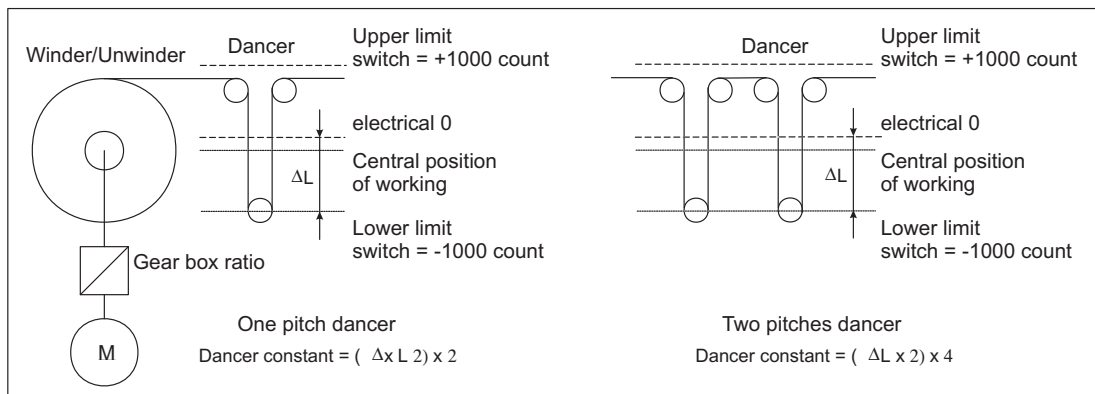 Winder/Unwinder
Dancer
Upper limit
switch = +1000 count
electrical 0
ΔL
Central position
of working
Lower limit
switch = -1000 count
Gear box ratio
M
One pitch dancer
Dancer constant = ( Δx L 2) x 2
Dancer
Upper limit
switch = +1000 count
electrical 0
ΔL
Central position
of working
Lower limit
switch = -1000 count
Two pitches dancer
Dancer constant = ( ΔL x 2) x 4